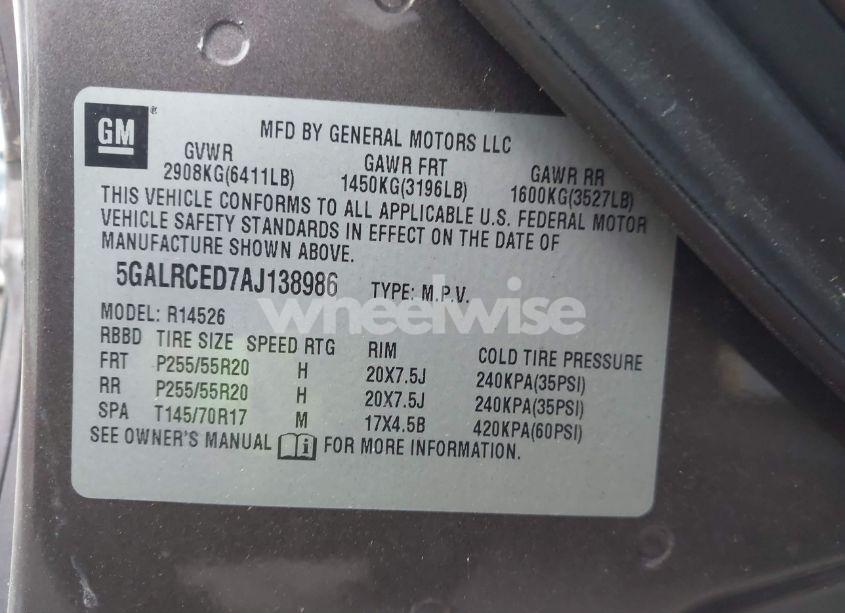 GM
®
MFD BY GENERAL MOTORS LLC
GVWR GAWR FRT GAWR RR
2908KG(6411LB) 1450KG(3196LB) 1600KG(3527LB)
THIS VEHICLE CONFORMS TO ALL APPLICABLE U.S. FEDERAL MOTOR
VEHICLE SAFETY STANDARDS IN EFFECT ON THE DATE OF
MANUFACTURE SHOWN ABOVE.
5GALRCED7AJ138986 TYPE: M.P.V.
wheelwise
MODEL: R14526
RBBD TIRE SIZE SPEED RTG RIM COLD TIRE PRESSURE
FRT P255/55R20 H 20X7.5J 240KPA(35PSI)
RR P255/55R20 H 20X7.5J 240KPA(35PSI)
SPA T145/70R17 M 17X4.5B 420KPA(60PSI)
SEE OWNER'S MANUAL i FOR MORE INFORMATION.